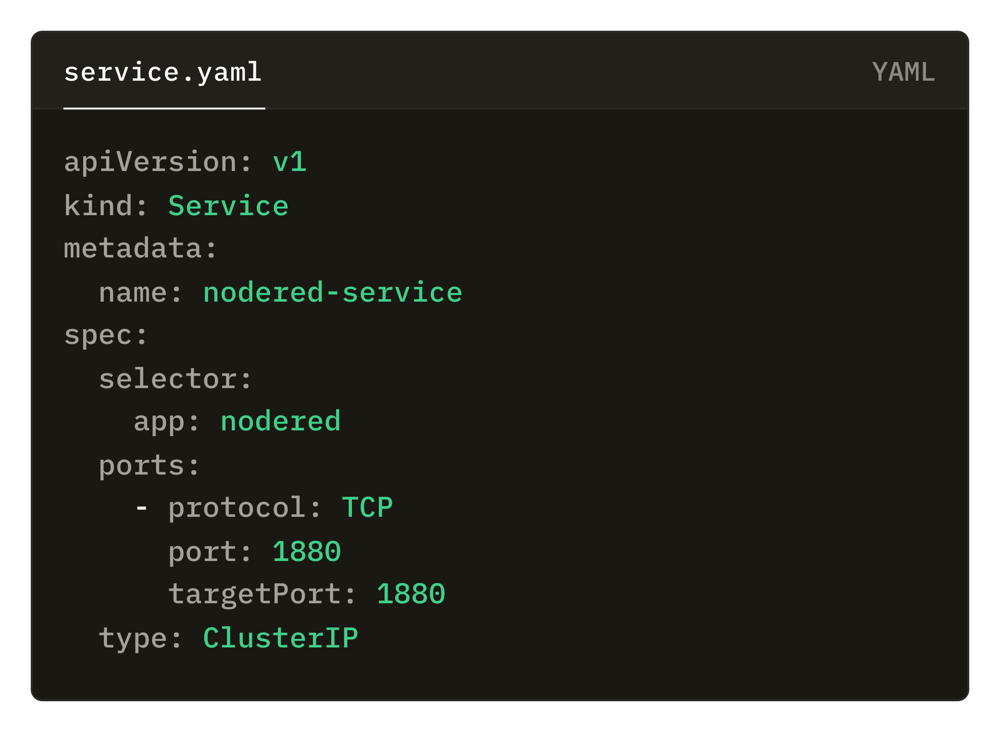 service.yaml
YAML
apiVersion: v1
kind: Service
metadata:
  name: nodered-service
spec:
  selector:
    app: nodered
  ports:
    - protocol: TCP
      port: 1880
      targetPort: 1880
  type: ClusterIP